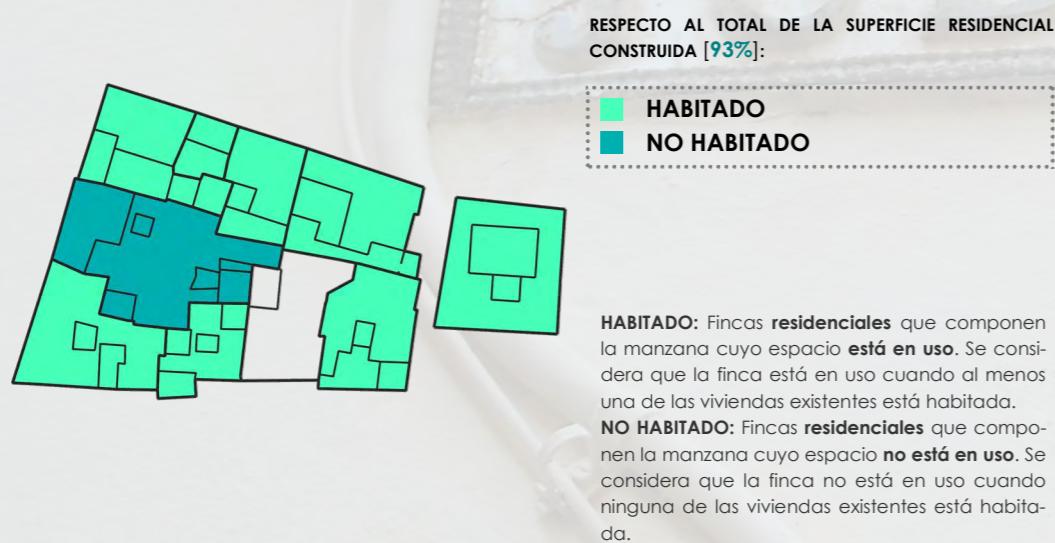 RESPECTO AL TOTAL DE LA SUPERFICIE RESIDENCIAL
CONSTRUIDA [93%]:
HABITADO
NO HABITADO
HABITADO: Fincas residenciales que componen
la manzana cuyo espacio está en uso. Se consi-
dera que la finca está en uso cuando al menos
una de las viviendas existentes está habitada.
NO HABITADO: Fincas residenciales que compo-
nen la manzana cuyo espacio no está en uso. Se
considera que la finca no está en uso cuando
ninguna de las viviendas existentes está habita-
da.